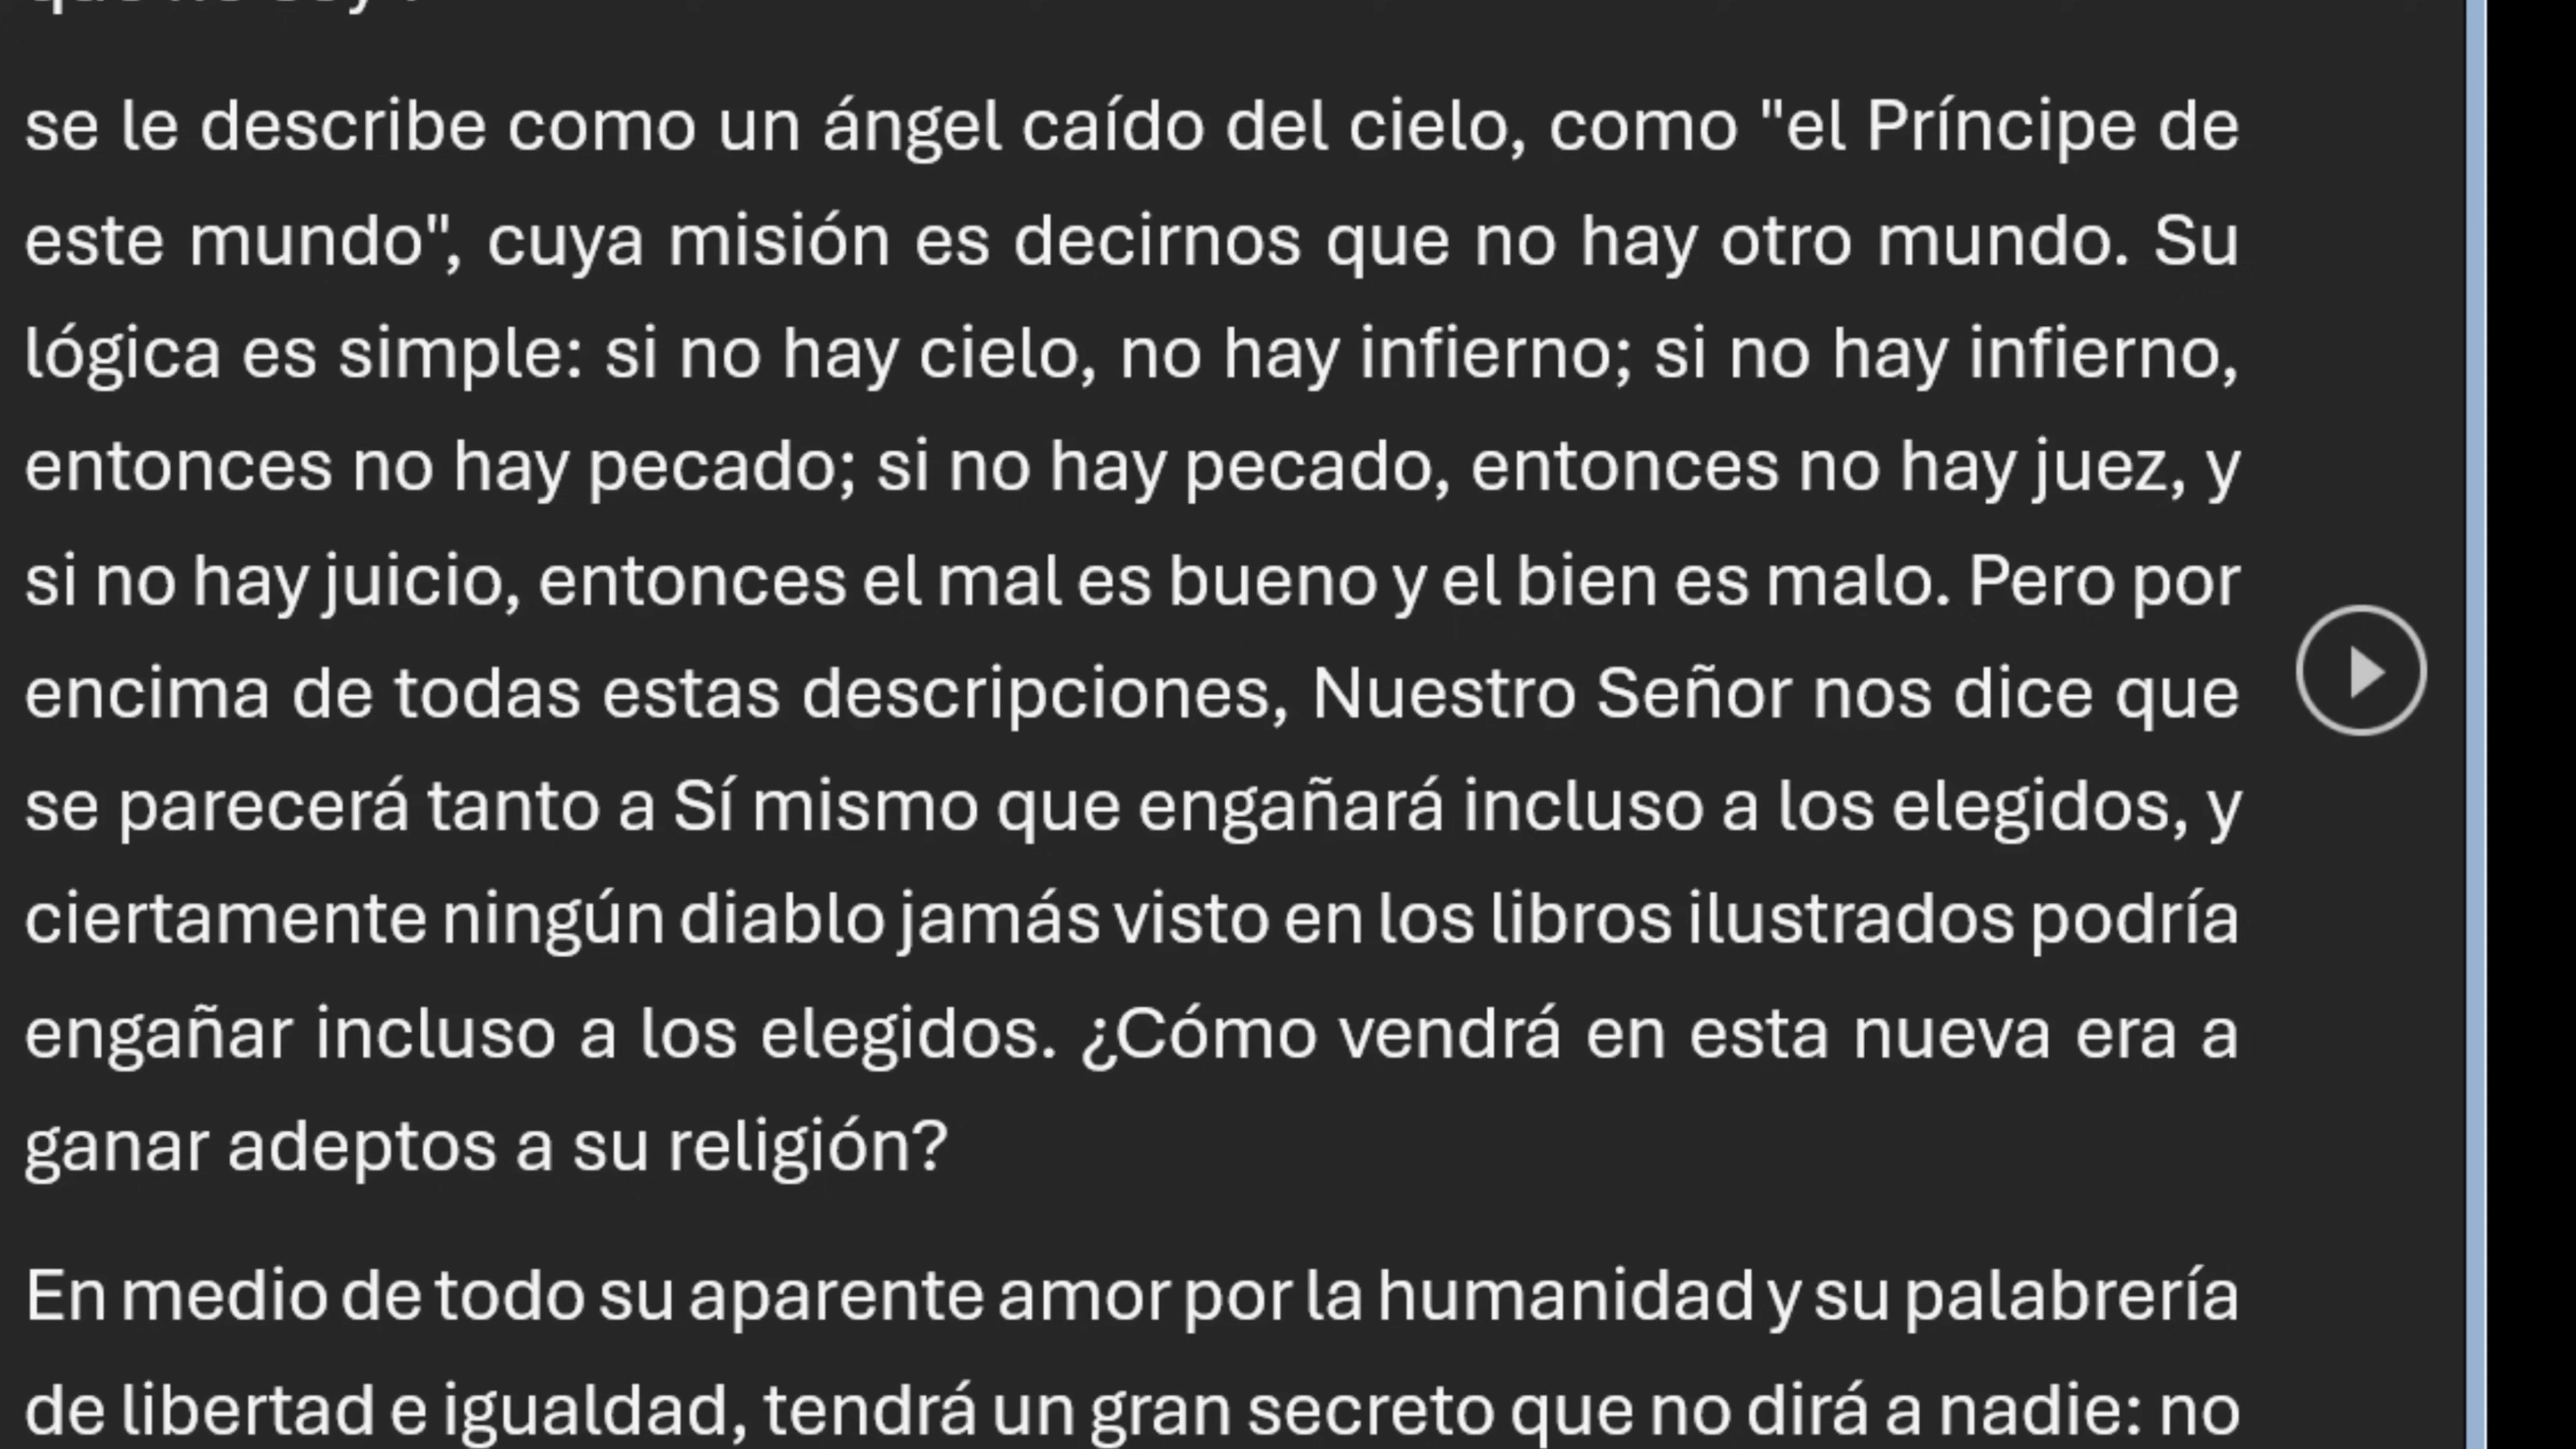 se le describe como un ángel caído del cielo, como "el Príncipe de
este mundo", cuya misión es decirnos que no hay otro mundo. Su
lógica es simple: si no hay cielo, no hay infierno; si no hay infierno,
entonces no hay pecado; si no hay pecado, entonces no hay juez, y
si no hay juicio, entonces el mal es bueno y el bien es malo. Pero por
encima de todas estas descripciones, Nuestro Señor nos dice que
se parecerá tanto a Sí mismo que engañará incluso a los elegidos, y
ciertamente ningún diablo jamás visto en los libros ilustrados podría
engañar incluso a los elegidos. ¿Cómo vendrá en esta nueva era a
ganar adeptos a su religión?
En medio de todo su aparente amor por la humanidad y su palabrería
de libertad e igualdad, tendrá un gran secreto que no dirá a nadie: no